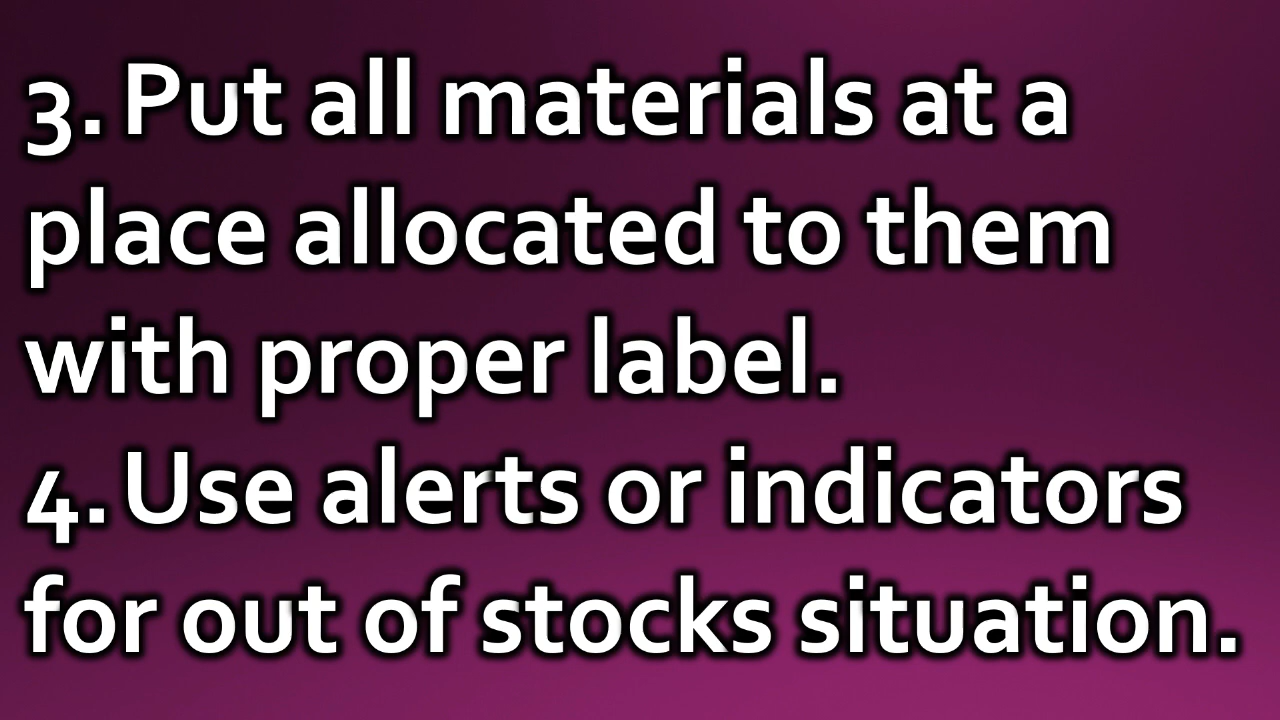 3. Put all materials at a
place allocated to them
with proper label.
4. Use alerts or indicators
for out of stocks situation.